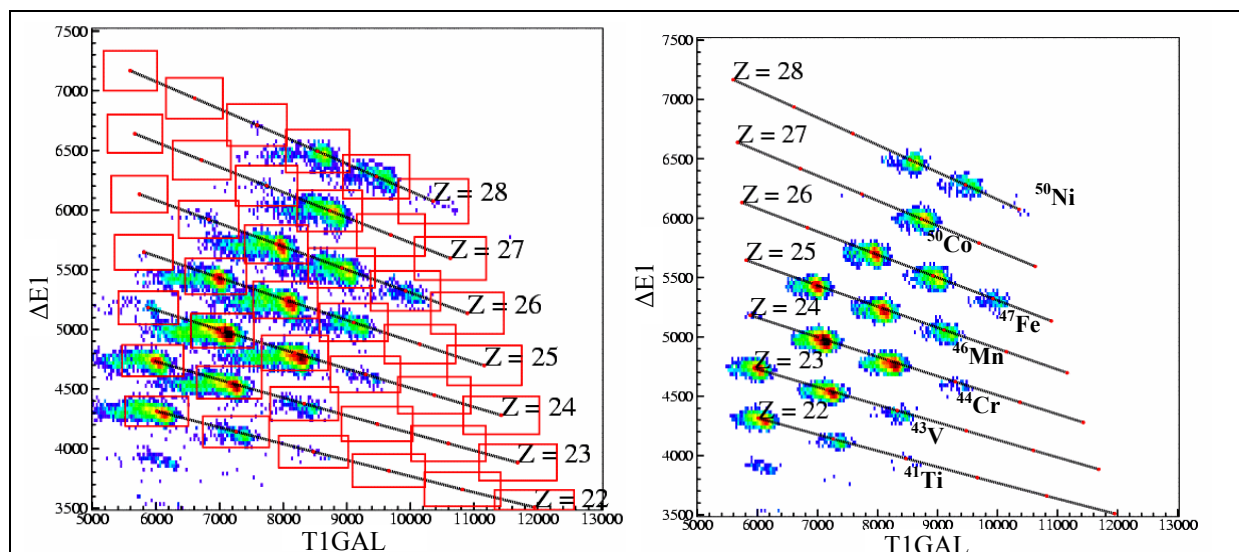 7500
7000
6500
6000
5500
5000
4500
4000
3500
ΔE1
5000 6000 7000 8000 9000 10000 11000 12000 13000
T1GAL
Z = 28
Z = 27
Z = 26
Z = 25
Z = 24
Z = 23
Z = 22
7500
7000
6500
6000
5500
5000
4500
4000
3500
ΔE1
5000 6000 7000 8000 9000 10000 11000 12000 13000
T1GAL
Z = 28
Z = 27
Z = 26
Z = 25
Z = 24
Z = 23
Z = 22
⁵⁰Ni
⁵⁰Co
⁴⁷Fe
⁴⁶Mn
⁴⁴Cr
⁴³V
⁴¹Ti